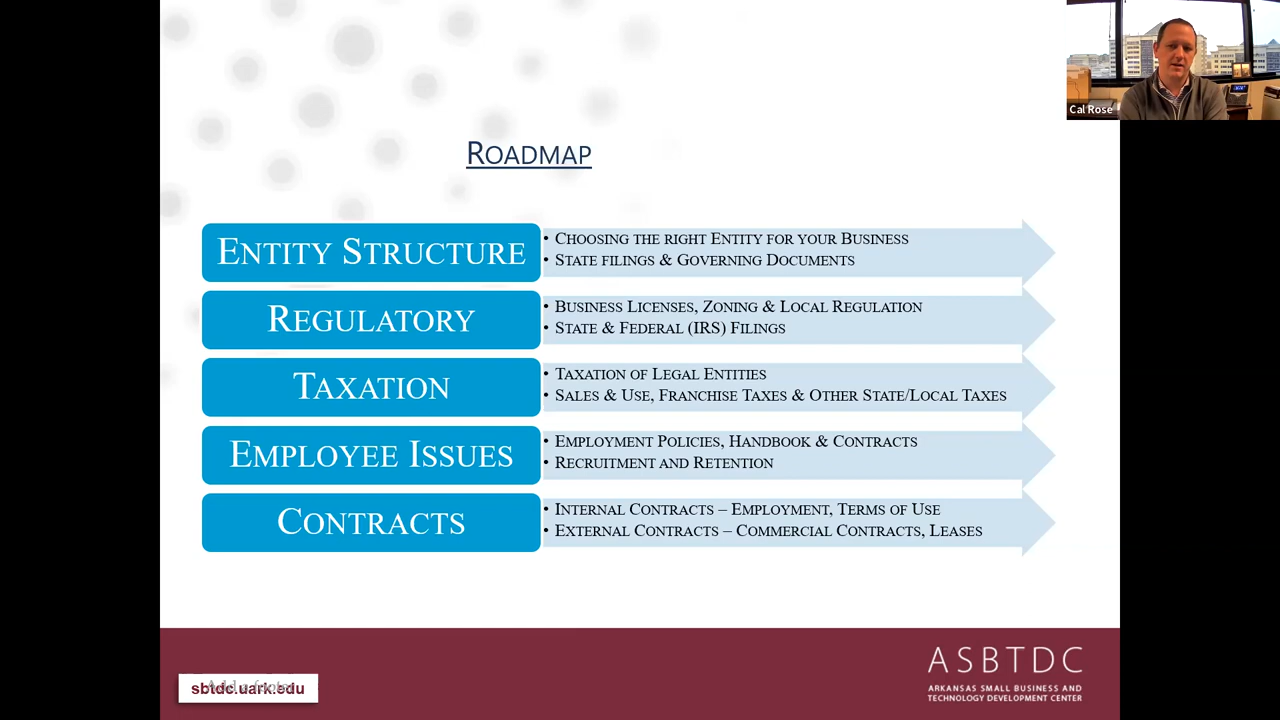 Cal Rose
ROADMAP
ENTITY STRUCTURE
• CHOOSING THE RIGHT ENTITY FOR YOUR BUSINESS
• STATE FILINGS & GOVERNING DOCUMENTS
REGULATORY
• BUSINESS LICENSES, ZONING & LOCAL REGULATION
• STATE & FEDERAL (IRS) FILINGS
TAXATION
• TAXATION OF LEGAL ENTITIES
• SALES & USE, FRANCHISE TAXES & OTHER STATE/LOCAL TAXES
EMPLOYEE ISSUES
• EMPLOYMENT POLICIES, HANDBOOK & CONTRACTS
• RECRUITMENT AND RETENTION
CONTRACTS
• INTERNAL CONTRACTS – EMPLOYMENT, TERMS OF USE
• EXTERNAL CONTRACTS – COMMERCIAL CONTRACTS, LEASES
sbtdc.uark.edu
Add a footer
ASBTDC
ARKANSAS SMALL BUSINESS AND
TECHNOLOGY DEVELOPMENT CENTER